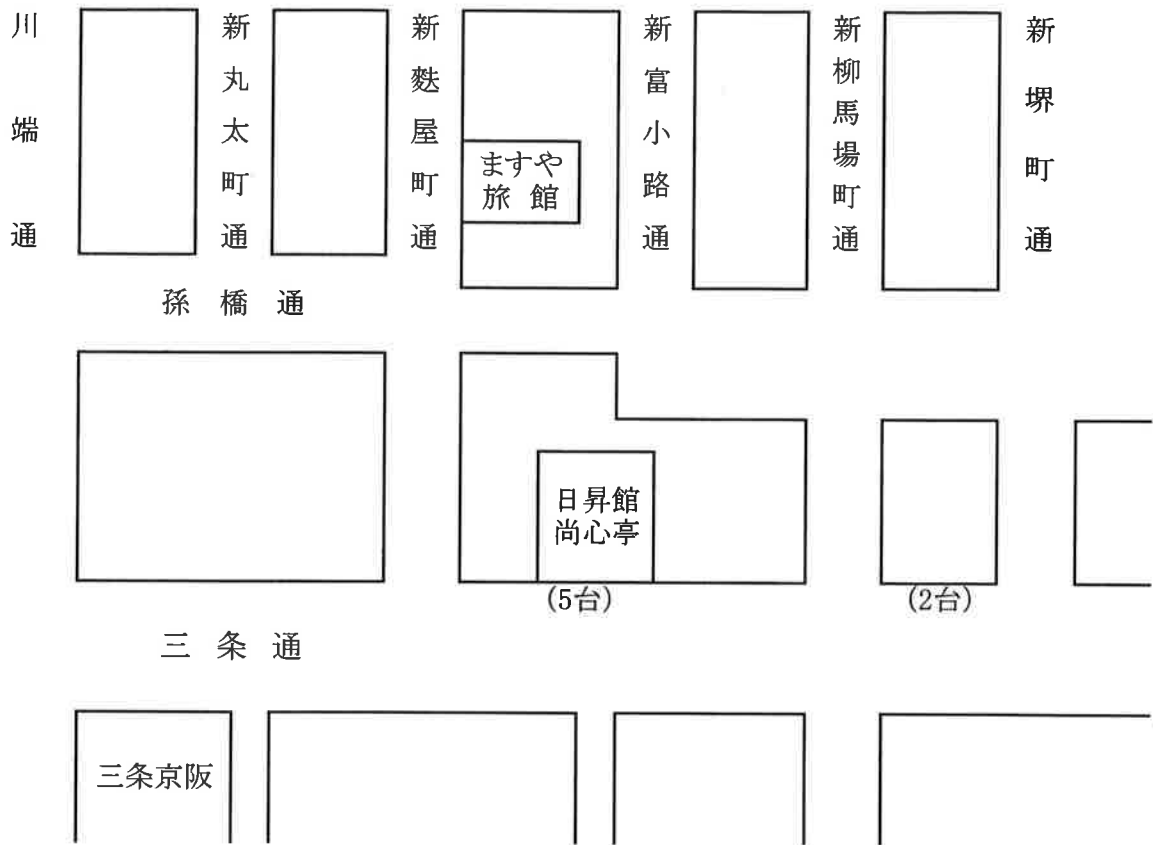 川端通
新丸太町通
新麩屋町通
新富小路通
新柳馬場町通
新堺町通
ますや
旅館
孫橋通
日昇館
尚心亭
(5台)
(2台)
三条通
三条京阪